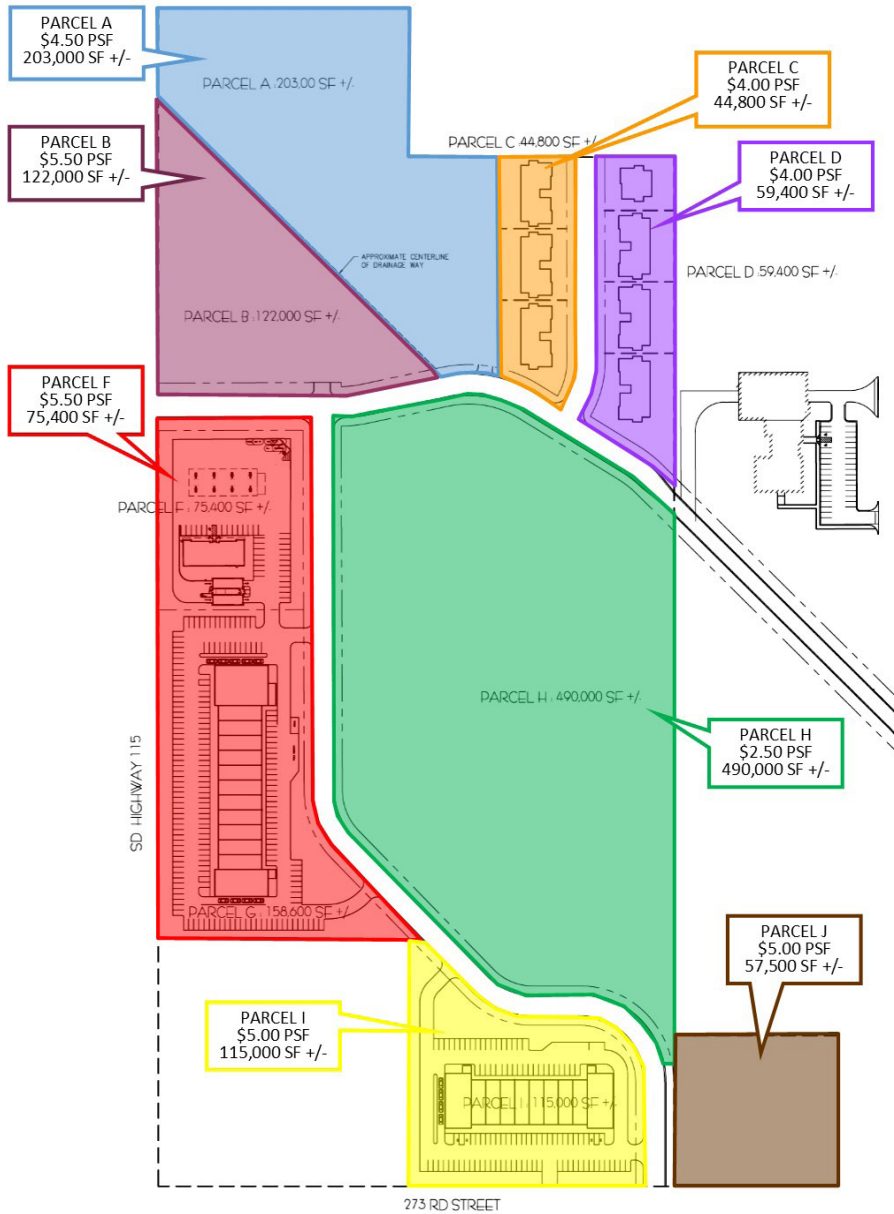 PARCEL A
$4.50 PSF
203,000 SF +/-
PARCEL A :203,00 SF +/-
PARCEL C
$4.00 PSF
44,800 SF +/-
PARCEL B
$5.50 PSF
122,000 SF +/-
PARCEL C :44,800 SF +/-
PARCEL D
$4.00 PSF
59,400 SF +/-
APPROXIMATE CENTERLINE
OF DRAINAGE WAY
PARCEL D :59,400 SF +/-
PARCEL B :122,000 SF +/-
PARCEL F
$5.50 PSF
75,400 SF +/-
PARCEL F : 75,400 SF +/-
PARCEL H : 490,000 SF +/-
PARCEL H
$2.50 PSF
490,000 SF +/-
SD HIGHWAY 115
PARCEL G : 158,600 SF +/-
PARCEL J
$5.00 PSF
57,500 SF +/-
PARCEL I
$5.00 PSF
115,000 SF +/-
PARCEL I : 115,000 SF +/-
273 RD STREET